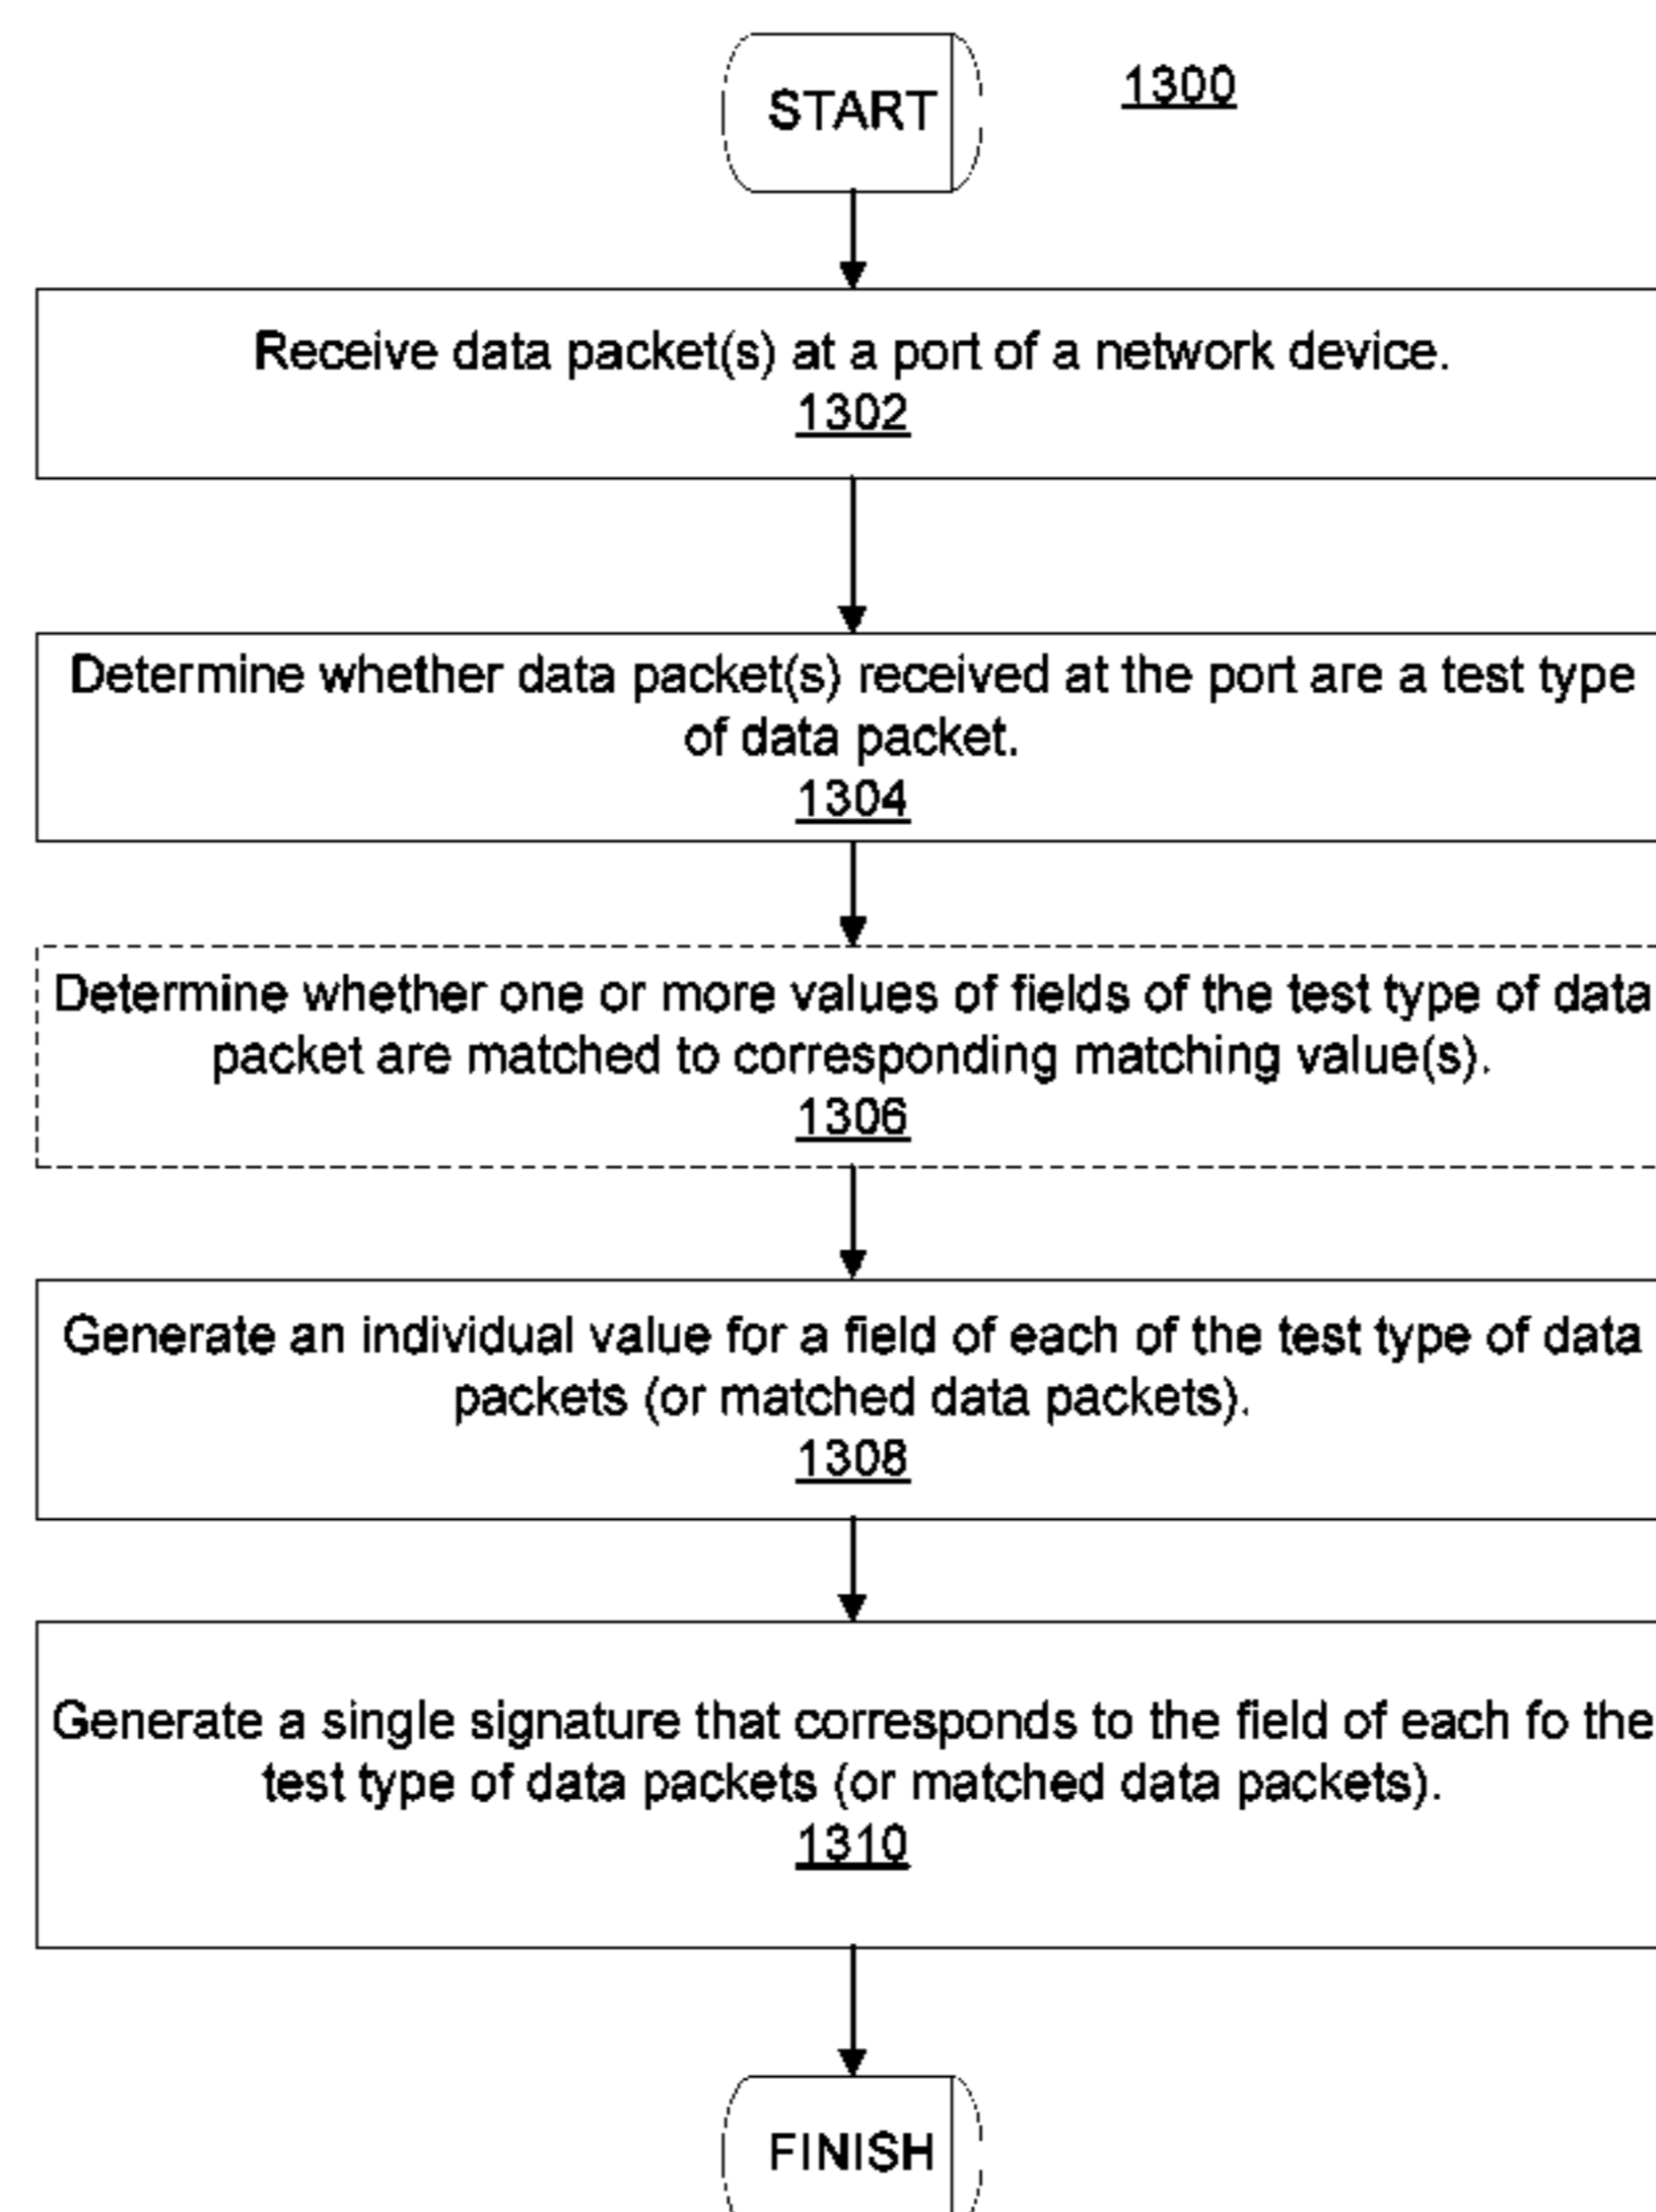 START
1300
Receive data packet(s) at a port of a network device.
1302
Determine whether data packet(s) received at the port are a test type
of data packet.
1304
Determine whether one or more values of fields of the test type of data
packet are matched to corresponding matching value(s).
1306
Generate an individual value for a field of each of the test type of data
packets (or matched data packets).
1308
Generate a single signature that corresponds to the field of each fo the
test type of data packets (or matched data packets).
1310
FINISH